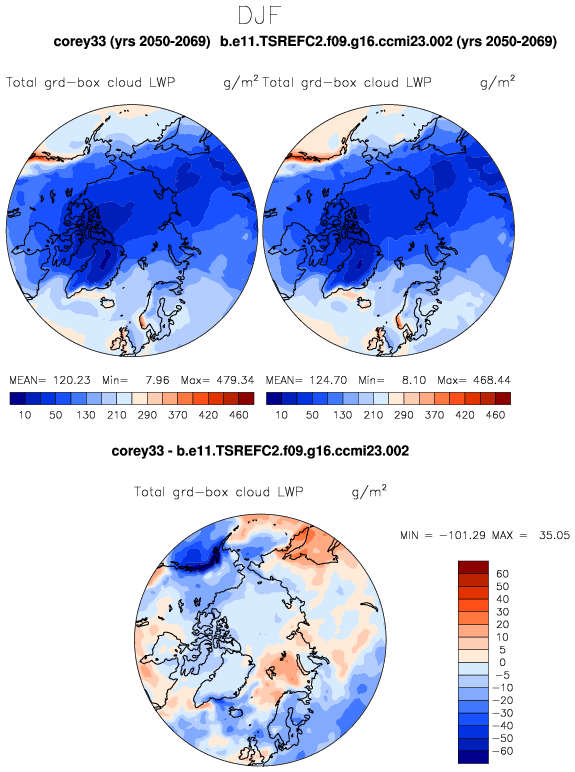 DJF
corey33 (yrs 2050-2069) b.e11.TSREFC2.f09.g16.ccmi23.002 (yrs 2050-2069)
Total grd-box cloud LWP g/m² Total grd-box cloud LWP g/m²
MEAN= 120.23 Min= 7.96 Max= 479.34 MEAN= 124.70 Min= 8.10 Max= 468.44
10 50 130 210 290 370 420 460 10 50 130 210 290 370 420 460
corey33 - b.e11.TSREFC2.f09.g16.ccmi23.002
Total grd-box cloud LWP g/m²
MIN = -101.29 MAX = 35.05
60
50
40
30
20
10
5
0
-5
-10
-20
-30
-40
-50
-60